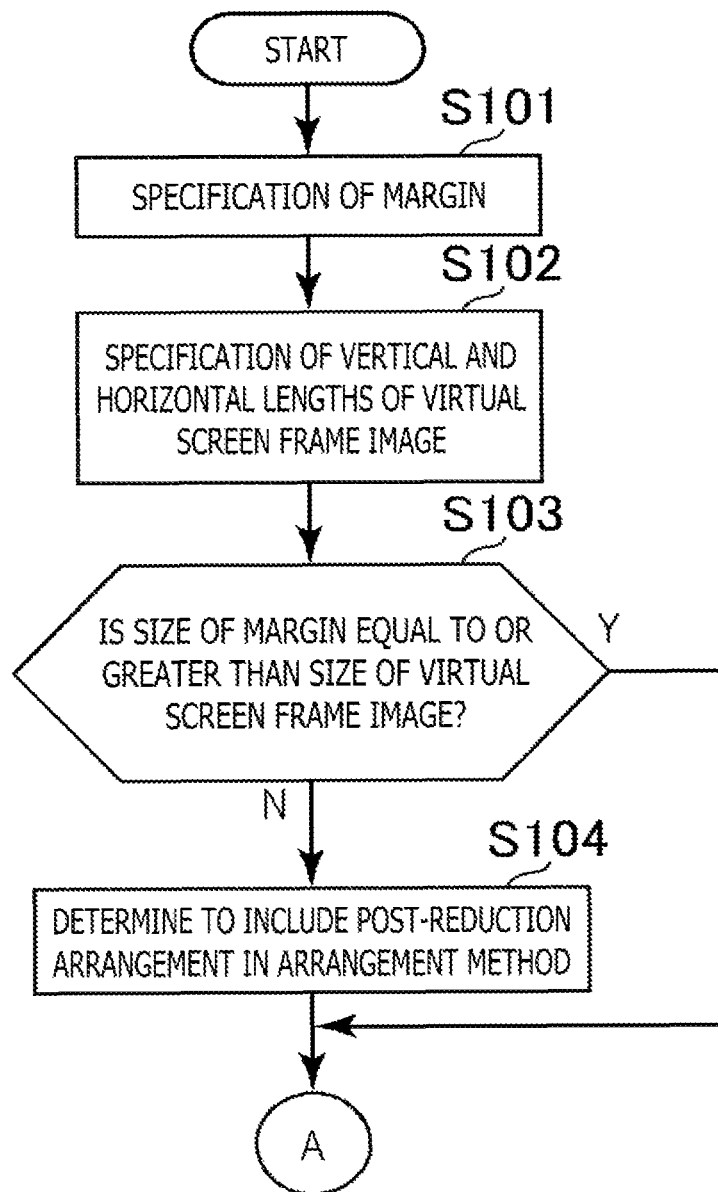 START
S101
SPECIFICATION OF MARGIN
S102
SPECIFICATION OF VERTICAL AND
HORIZONTAL LENGTHS OF VIRTUAL
SCREEN FRAME IMAGE
S103
IS SIZE OF MARGIN EQUAL TO OR
GREATER THAN SIZE OF VIRTUAL
SCREEN FRAME IMAGE?
Y
N
S104
DETERMINE TO INCLUDE POST-REDUCTION
ARRANGEMENT IN ARRANGEMENT METHOD
A